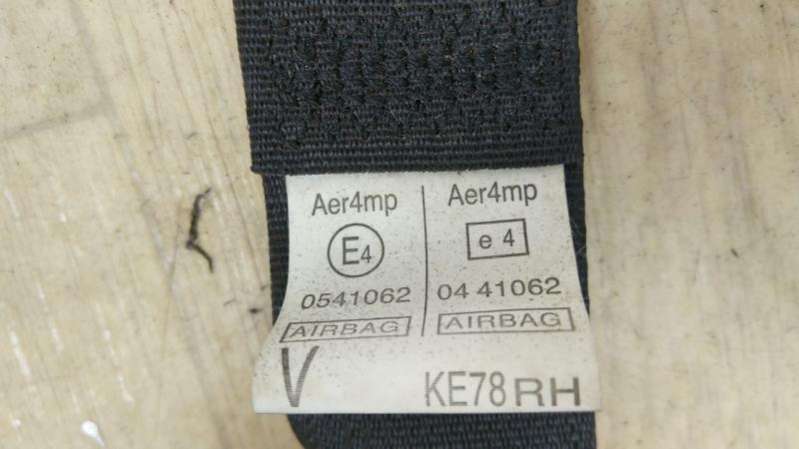 Aer4mp Aer4mp
E4 e 4
0541062 04 41062
AIRBAG AIRBAG
V KE78 RH